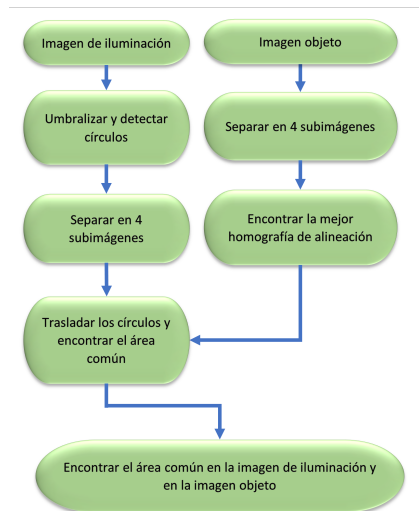 Imagen de iluminación
Imagen objeto
Umbralizar y detectar
círculos
Separar en 4 subimágenes
Separar en 4
subimágenes
Encontrar la mejor
homografía de alineación
Trasladar los círculos y
encontrar el área
común
Encontrar el área común en la imagen de iluminación y
en la imagen objeto